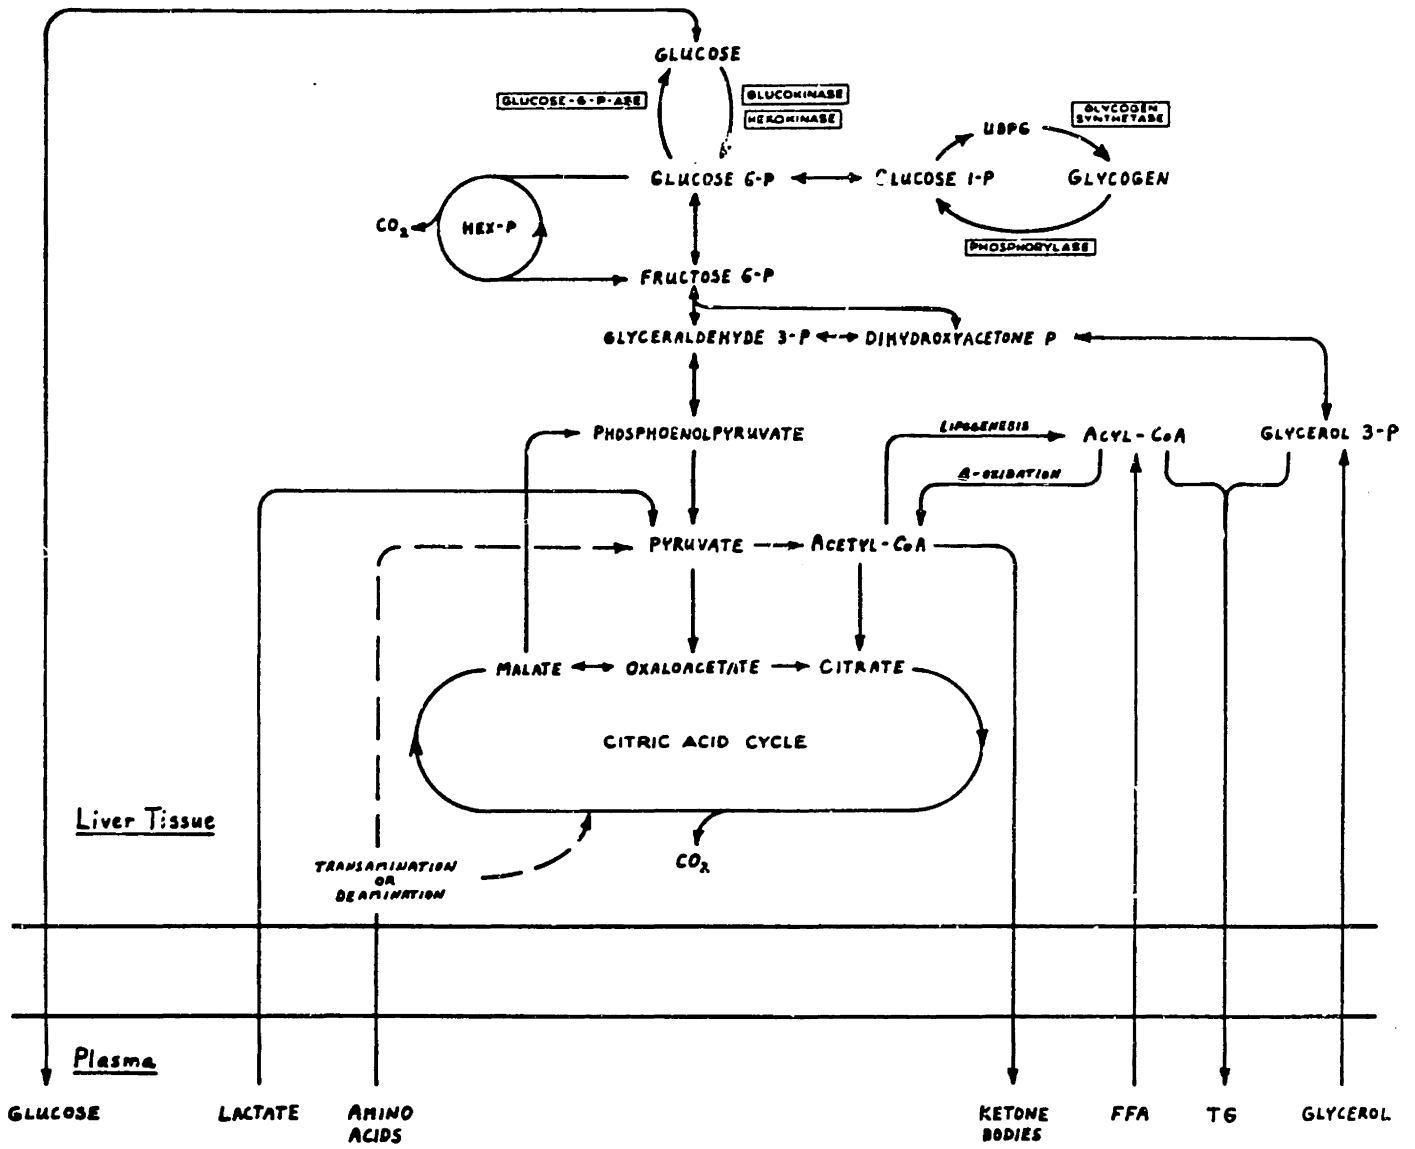 GLUCOSE
GLUCOSE-6-P-ASE
GLUCOKINASE
HEXOKINASE
GLYCOGEN
SYNTHETASE
UDPG
GLUCOSE 6-P
GLUCOSE 1-P
GLYCOGEN
CO2
HEX-P
PHOSPHORYLASE
FRUCTOSE 6-P
GLYCERALDEHYDE 3-P
DIHYDROXYACETONE P
PHOSPHOENOLPYRUVATE
LIPOGENESIS
ACYL-CoA
GLYCEROL 3-P
β-OXIDATION
PYRUVATE
ACETYL-CoA
MALATE
OXALOACETATE
CITRATE
CITRIC ACID CYCLE
Liver Tissue
CO2
TRANSAMINATION
OR
DEAMINATION
Plasma
GLUCOSE
LACTATE
AMINO
ACIDS
KETONE
BODIES
FFA
TG
GLYCEROL